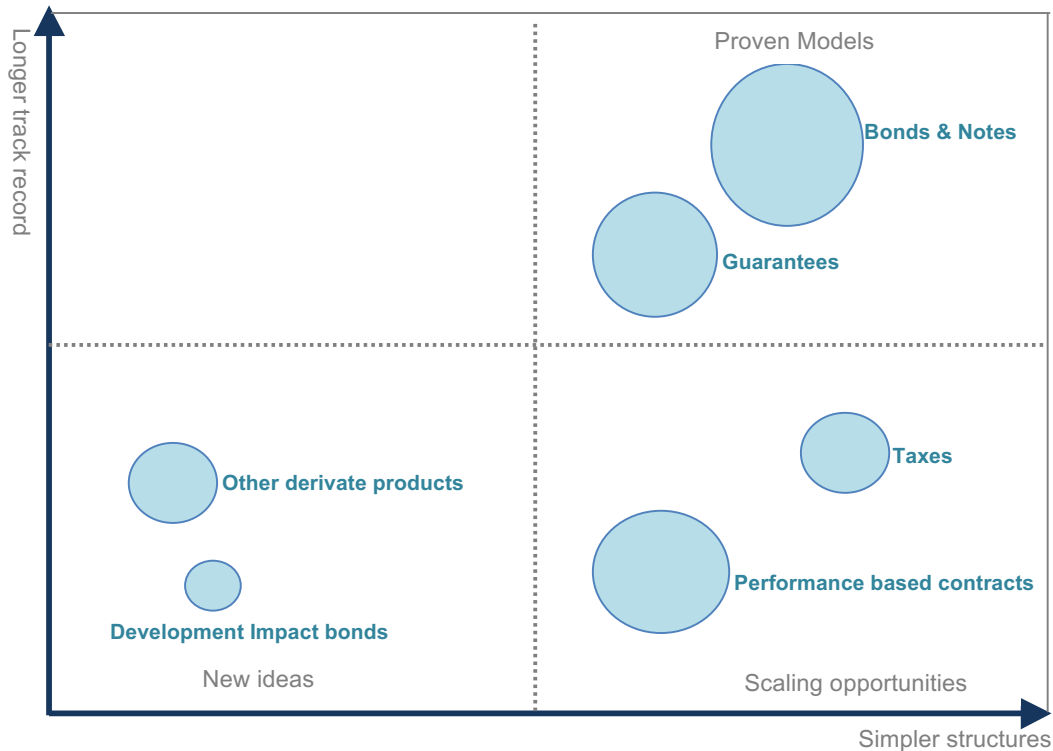 Longer track
record
Proven Models
Bonds & Notes
Guarantees
Taxes
Other derivate products
Performance based contracts
Development Impact bonds
New ideas
Scaling opportunities
Simpler structures